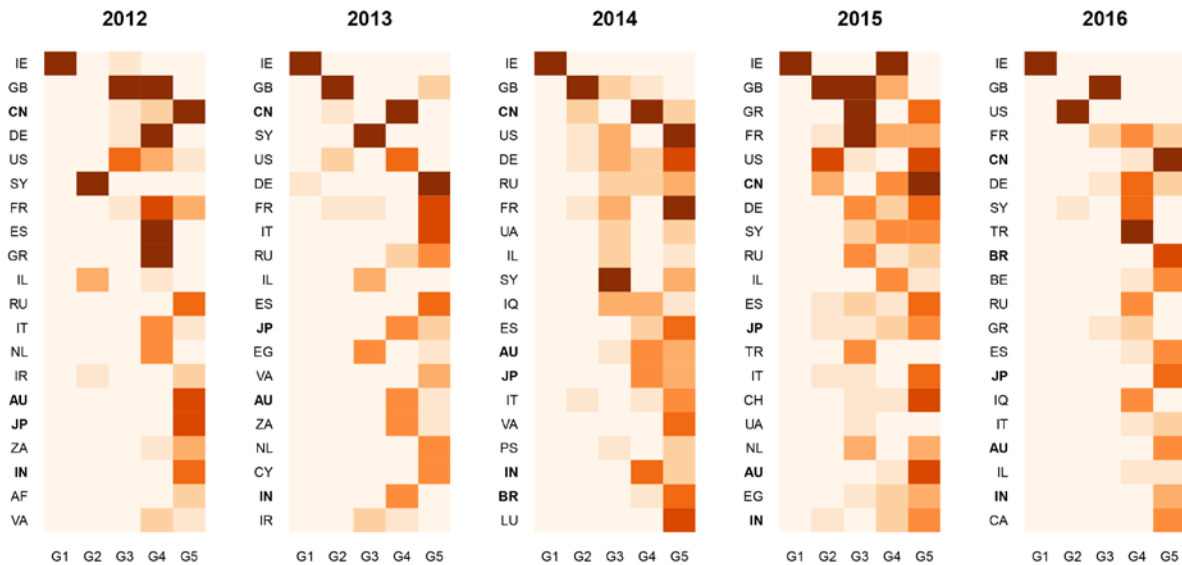 2012 2013 2014 2015 2016
IE IE IE IE IE
GB GB GB GB GB
CN CN CN GR US
DE SY US FR FR
US US DE US CN
SY DE RU CN DE
FR FR FR DE SY
ES IT UA SY TR
GR RU IL RU BR
IL IL SY IL BE
RU ES IQ ES RU
IT JP ES JP GR
NL EG AU TR ES
IR VA JP IT JP
AU AU IT CH IQ
JP ZA VA UA IT
ZA NL PS NL AU
IN CY IN AU IL
AF IN BR EG IN
VA IR LU IN CA
G1 G2 G3 G4 G5 G1 G2 G3 G4 G5 G1 G2 G3 G4 G5 G1 G2 G3 G4 G5 G1 G2 G3 G4 G5